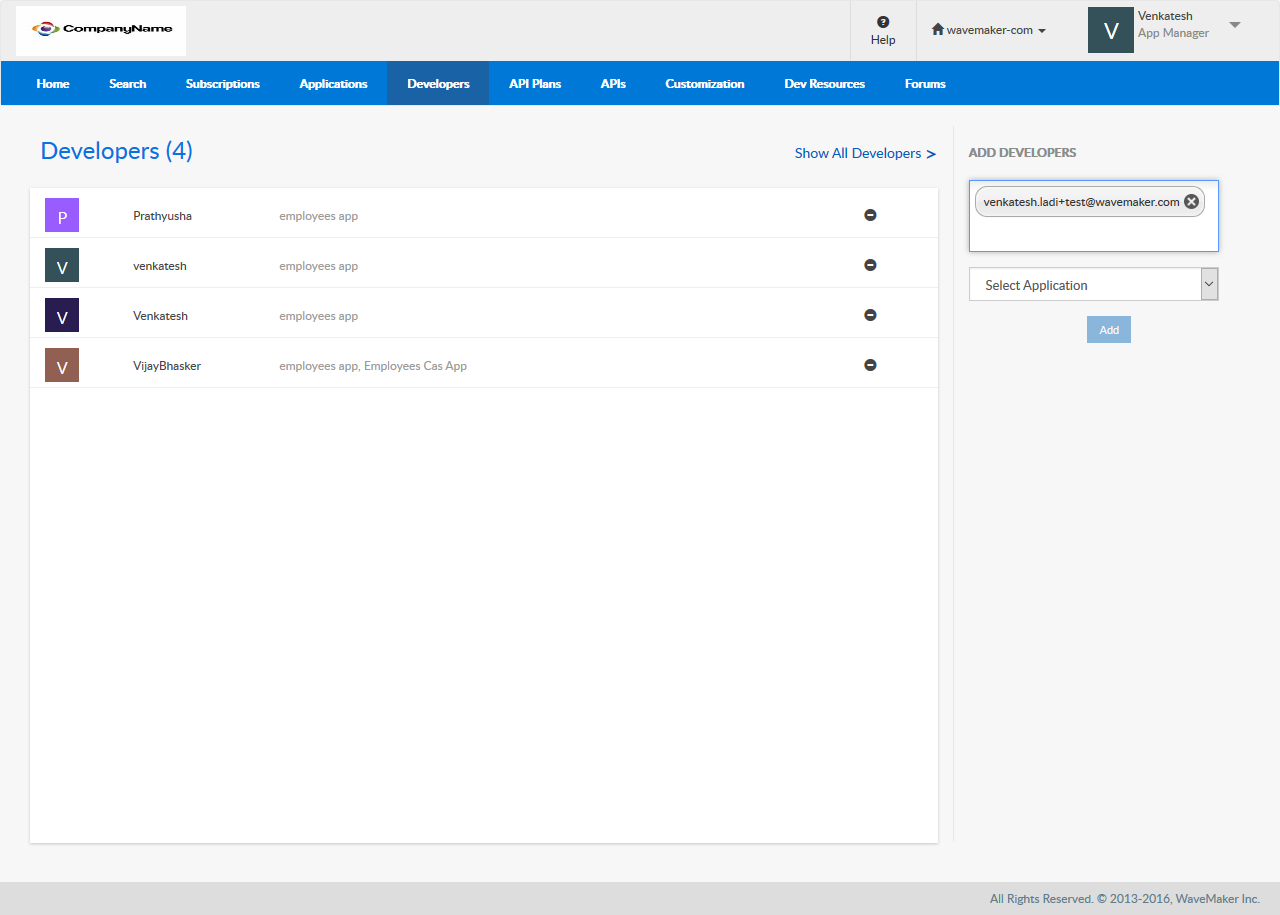 CompanyName
Help
wavemaker-com
V
Venkatesh
App Manager
Home Search Subscriptions Applications Developers API Plans APIs Customization Dev Resources Forums
Developers (4)
Show All Developers >
P Prathyusha employees app
V venkatesh employees app
V Venkatesh employees app
V VijayBhasker employees app, Employees Cas App
ADD DEVELOPERS
venkatesh.ladi+test@wavemaker.com
Select Application
Add
All Rights Reserved. © 2013-2016, WaveMaker Inc.